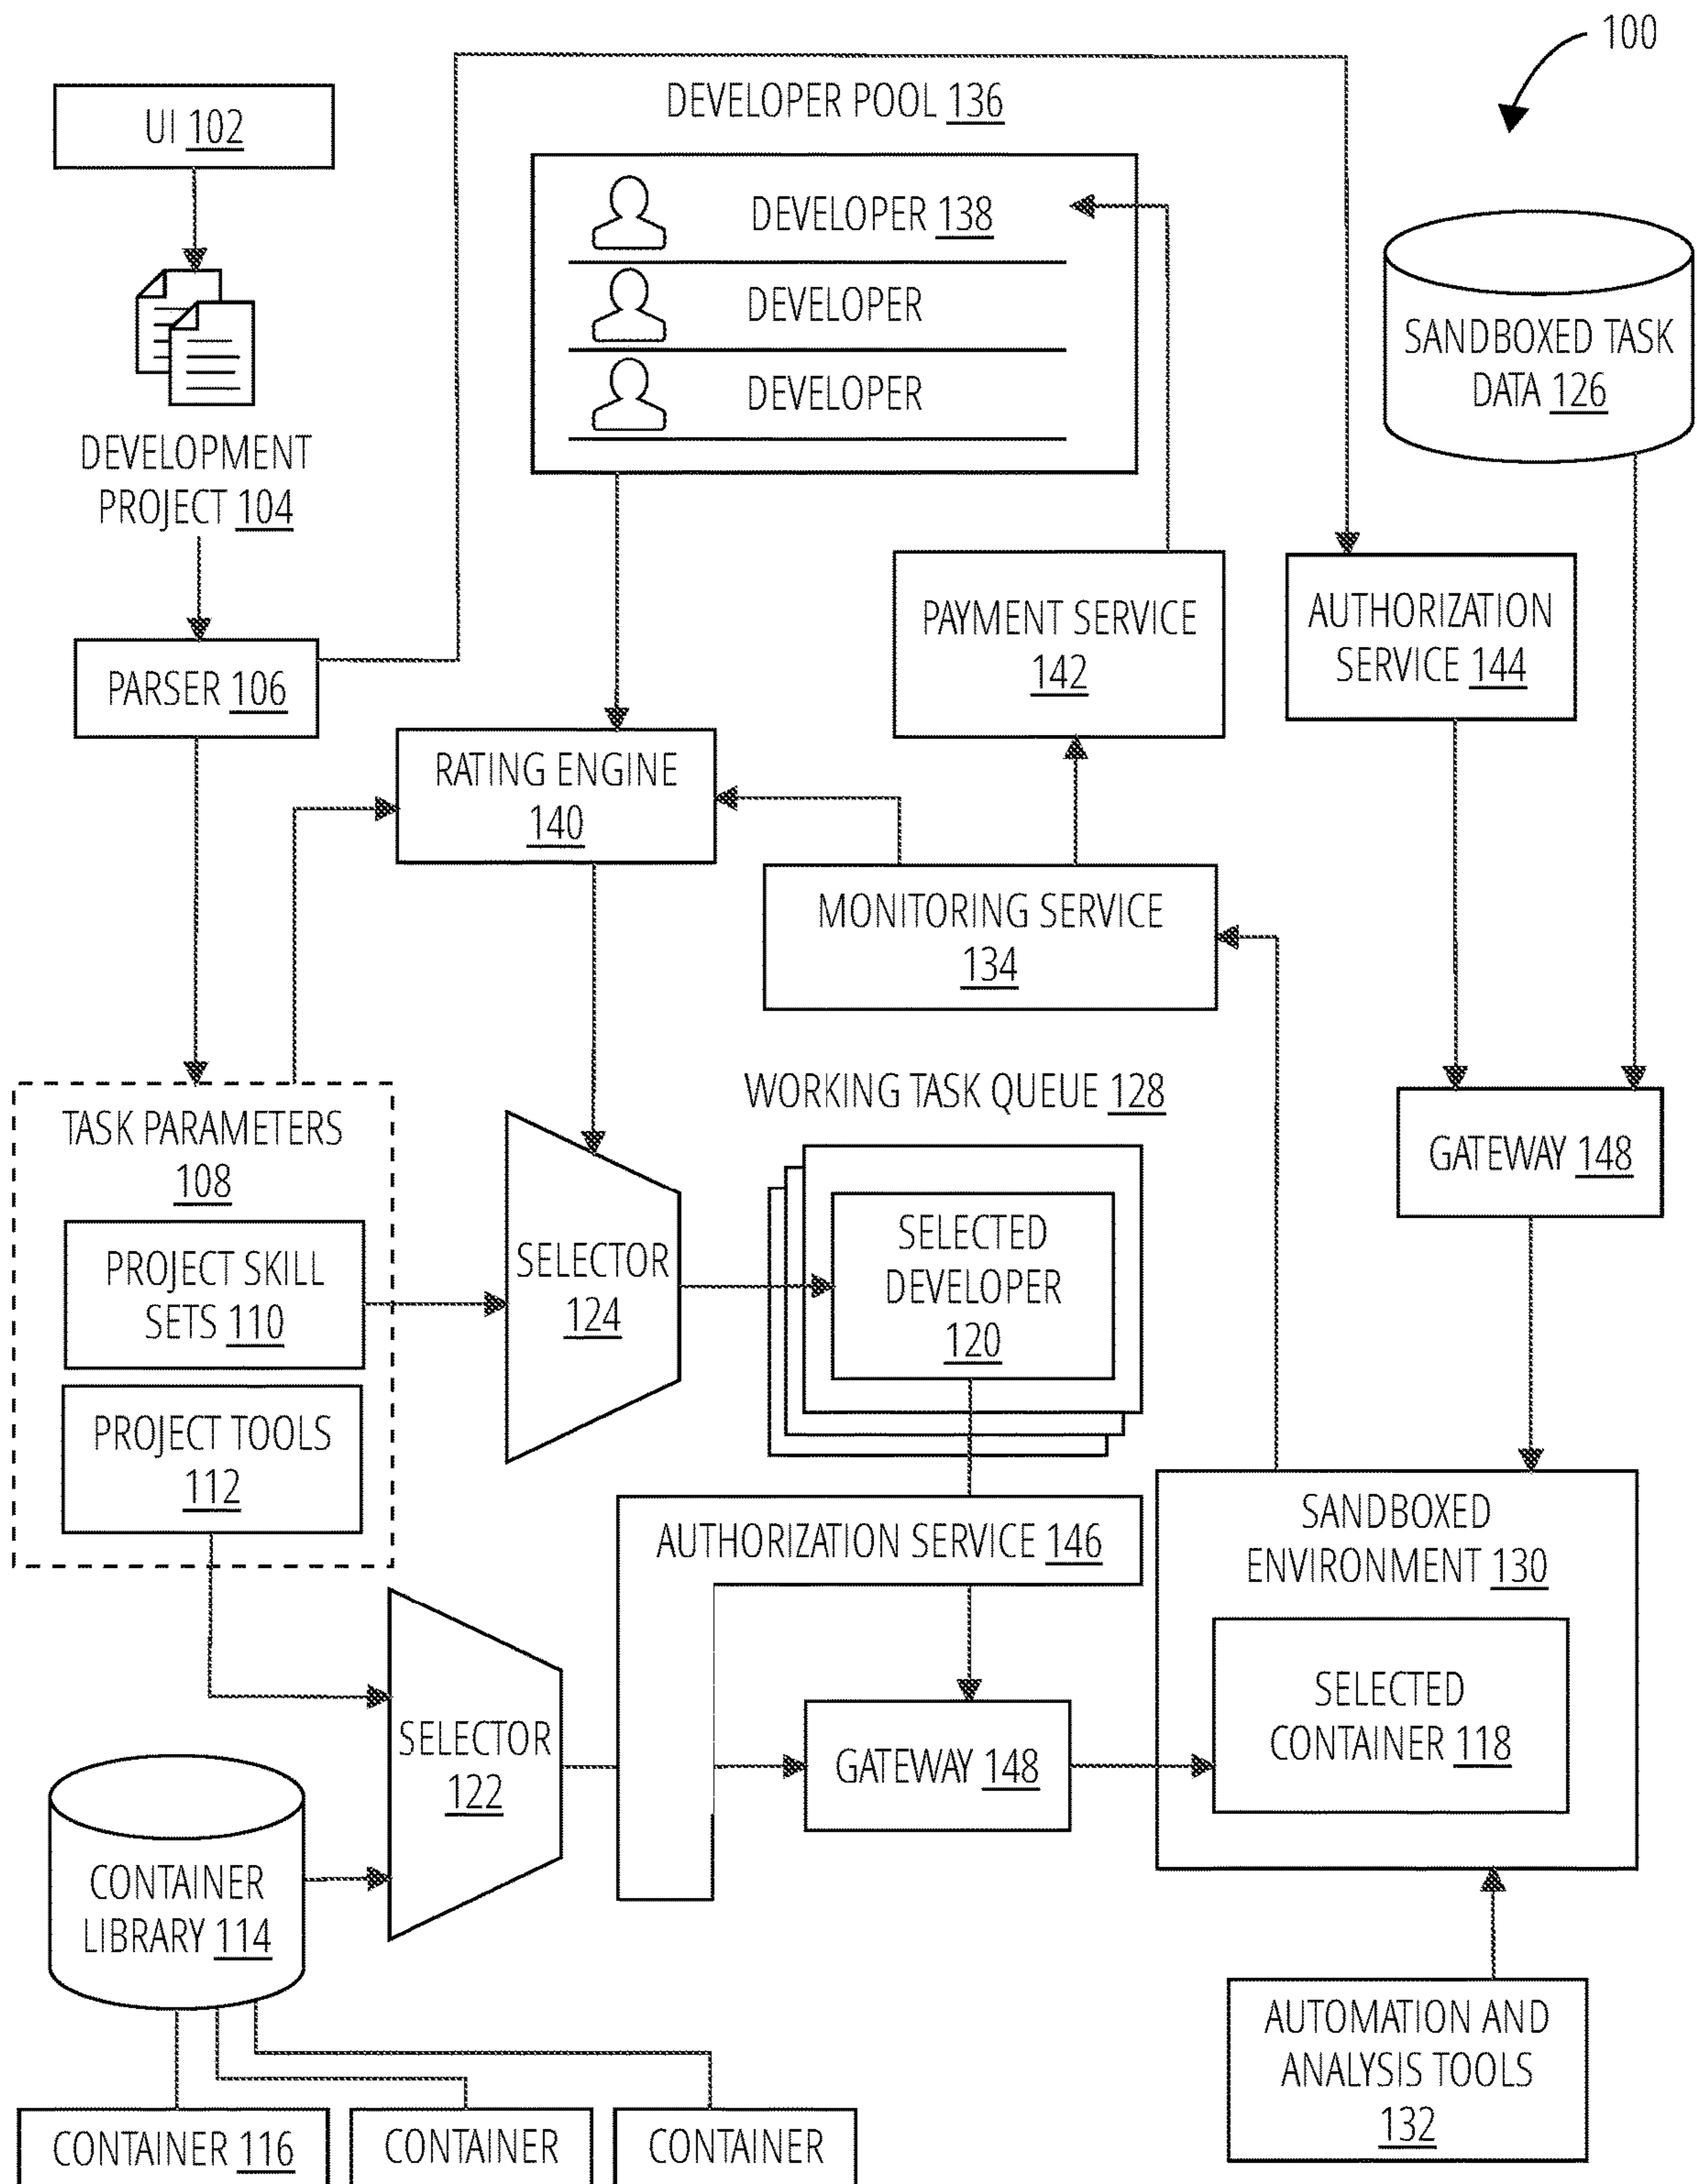 100
UI 102
DEVELOPER POOL 136
DEVELOPER 138
DEVELOPER
DEVELOPER
SANDBOXED TASK
DATA 126
DEVELOPMENT
PROJECT 104
PARSER 106
PAYMENT SERVICE
142
AUTHORIZATION
SERVICE 144
RATING ENGINE
140
MONITORING SERVICE
134
TASK PARAMETERS
108
PROJECT SKILL
SETS 110
PROJECT TOOLS
112
SELECTOR
124
WORKING TASK QUEUE 128
SELECTED
DEVELOPER
120
GATEWAY 148
AUTHORIZATION SERVICE 146
SANDBOXED
ENVIRONMENT 130
SELECTED
CONTAINER 118
SELECTOR
122
GATEWAY 148
CONTAINER
LIBRARY 114
AUTOMATION AND
ANALYSIS TOOLS
132
CONTAINER 116
CONTAINER
CONTAINER